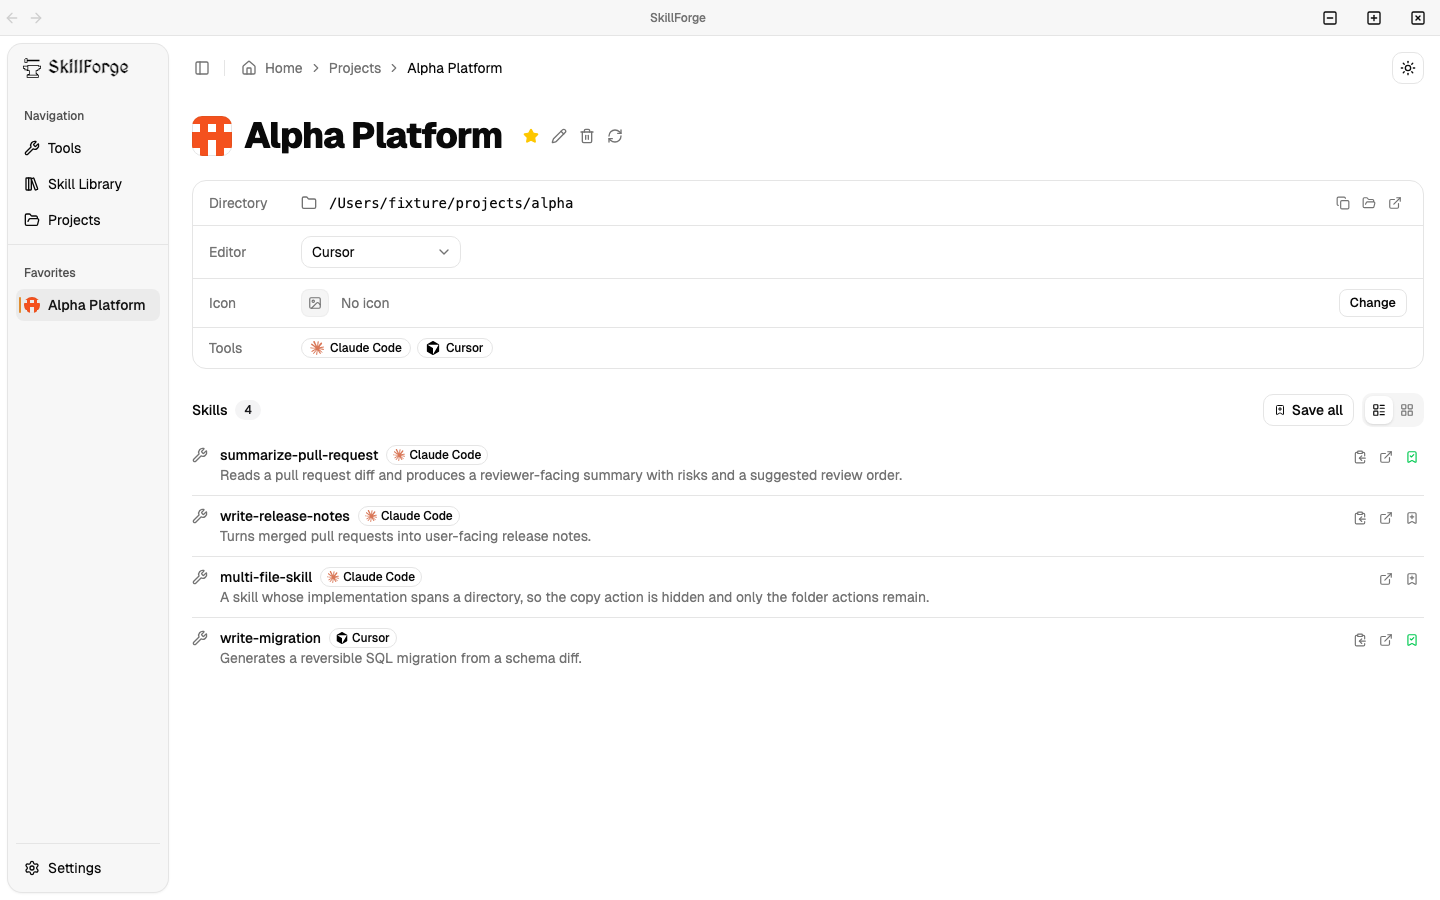 SkillForge
SkillForge
Home
Projects
Alpha Platform
Navigation
Tools
Skill Library
Projects
Favorites
Alpha Platform
Settings
Alpha Platform
Directory
/Users/fixture/projects/alpha
Editor
Cursor
Icon
No icon
Change
Tools
Claude Code
Cursor
Skills 4
Save all
summarize-pull-request
Claude Code
Reads a pull request diff and produces a reviewer-facing summary with risks and a suggested review order.
write-release-notes
Claude Code
Turns merged pull requests into user-facing release notes.
multi-file-skill
Claude Code
A skill whose implementation spans a directory, so the copy action is hidden and only the folder actions remain.
write-migration
Cursor
Generates a reversible SQL migration from a schema diff.